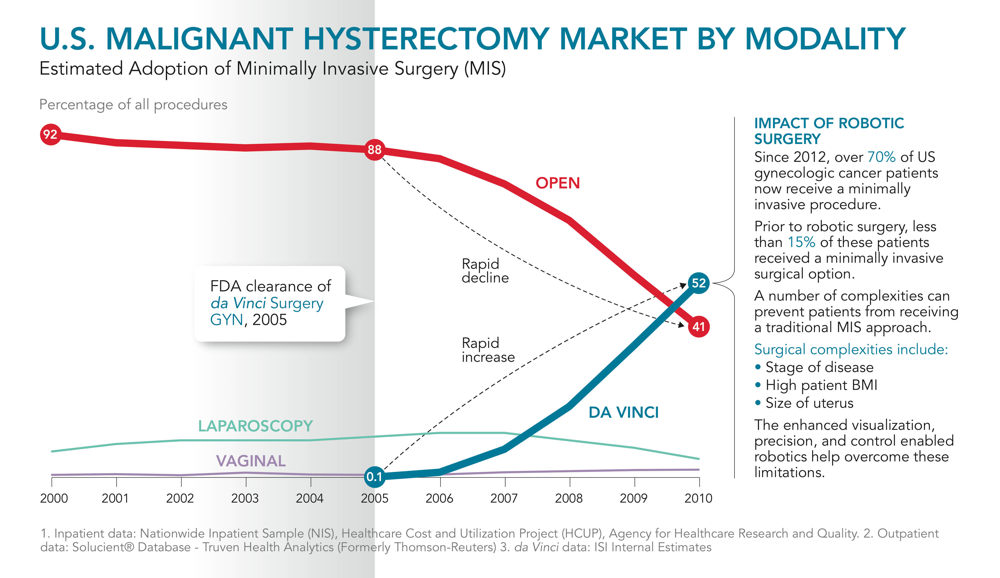 U.S. MALIGNANT HYSTERECTOMY MARKET BY MODALITY
Estimated Adoption of Minimally Invasive Surgery (MIS)
Percentage of all procedures
92
88
OPEN
Rapid
decline
FDA clearance of
da Vinci Surgery
GYN, 2005
52
41
Rapid
increase
LAPAROSCOPY
DA VINCI
VAGINAL
0.1
2000 2001 2002 2003 2004 2005 2006 2007 2008 2009 2010
IMPACT OF ROBOTIC
SURGERY
Since 2012, over 70% of US
gynecologic cancer patients
now receive a minimally
invasive procedure.
Prior to robotic surgery, less
than 15% of these patients
received a minimally invasive
surgical option.
A number of complexities can
prevent patients from receiving
a traditional MIS approach.
Surgical complexities include:
• Stage of disease
• High patient BMI
• Size of uterus
The enhanced visualization,
precision, and control enabled
robotics help overcome these
limitations.
1. Inpatient data: Nationwide Inpatient Sample (NIS), Healthcare Cost and Utilization Project (HCUP), Agency for Healthcare Research and Quality. 2. Outpatient
data: Solucient® Database - Truven Health Analytics (Formerly Thomson-Reuters) 3. da Vinci data: ISI Internal Estimates